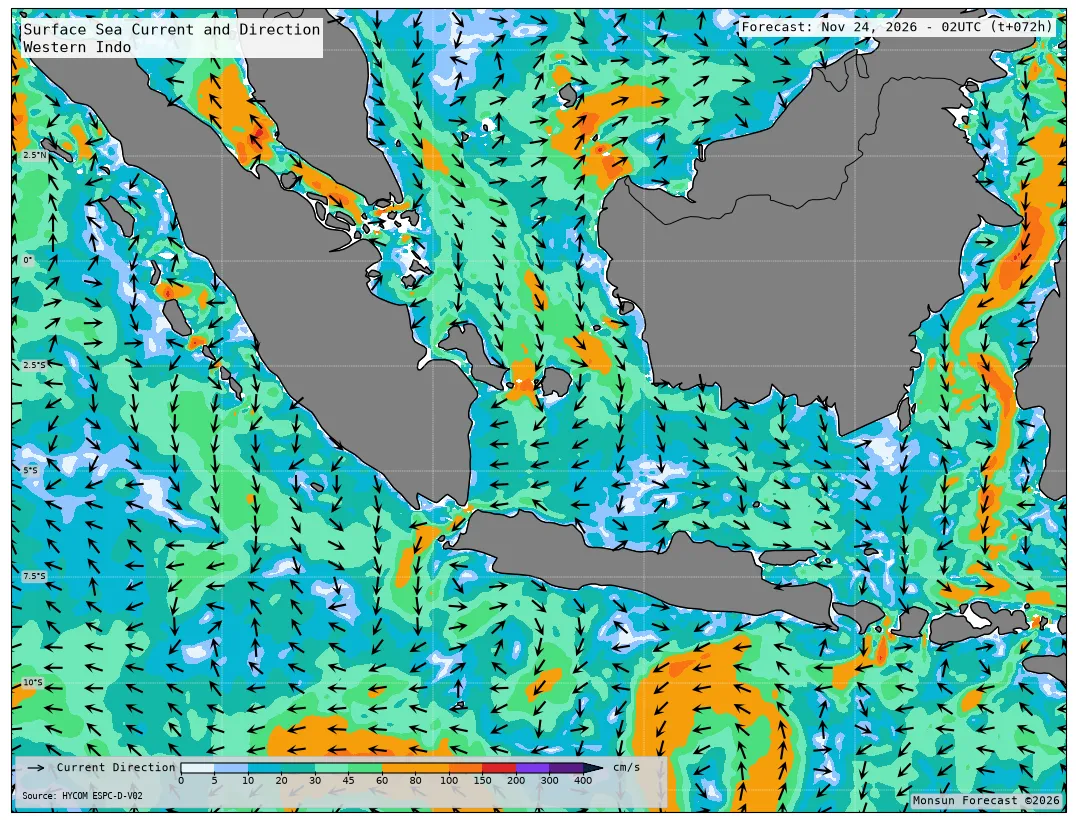 Surface Sea Current and Direction
Western Indo
Forecast: Nov 24, 2026 - 02UTC (t+072h)
2.5°N
0°
2.5°S
5°S
7.5°S
10°S
Current Direction
0 5 10 20 30 45 60 80 100 150 200 300 400 cm/s
Source: HYCOM ESPC-D-V02
Monsun Forecast ©2026